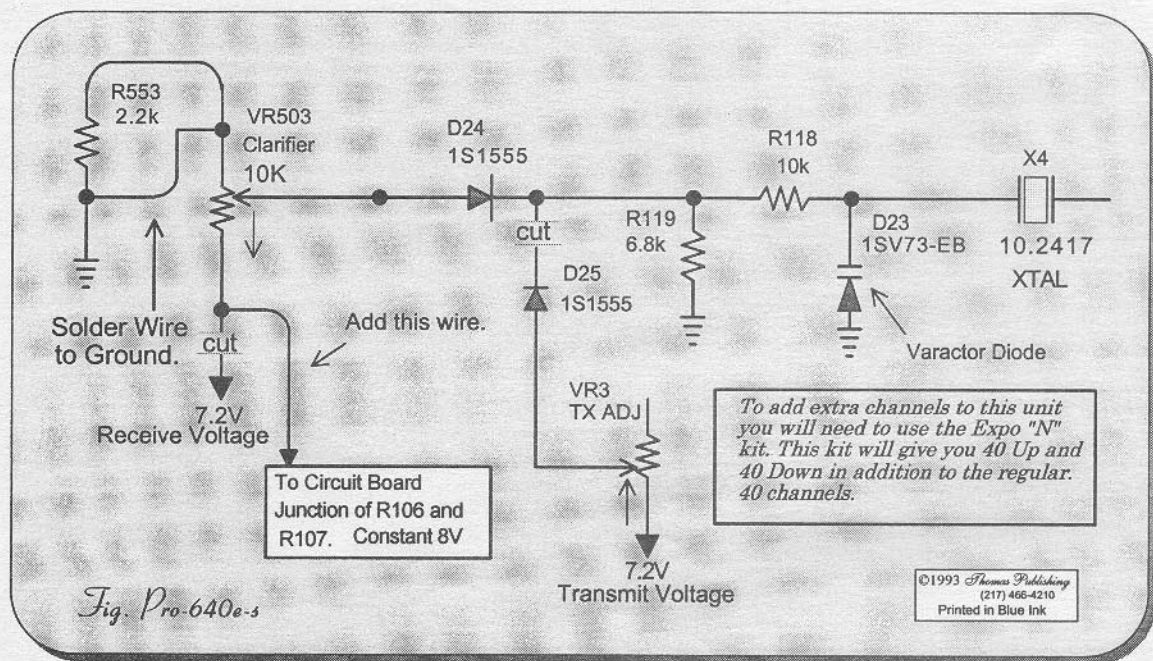 R553
2.2k
VR503
Clarifier
10K
D24
1S1555
R118
10k
X4
cut
R119
6.8k
D23
1SV73-EB
10.2417
XTAL
D25
1S1555
Solder Wire
to Ground.
cut
Add this wire.
Varactor Diode
7.2V
Receive Voltage
VR3
TX ADJ
To add extra channels to this unit
you will need to use the Expo "N"
kit. This kit will give you 40 Up and
40 Down in addition to the regular.
40 channels.
To Circuit Board
Junction of R106 and
R107. Constant 8V
7.2V
Transmit Voltage
Fig. Pro-640e-s
©1993 Thomas Publishing
(217) 466-4210
Printed in Blue Ink